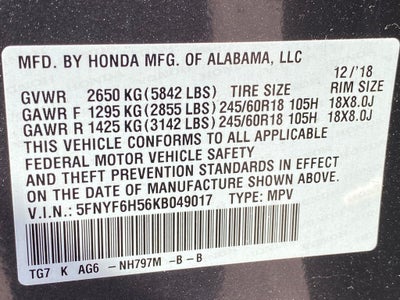 MFD. BY HONDA MFG. OF ALABAMA, LLC
12/'18
GVWR 2650 KG (5842 LBS) TIRE SIZE RIM SIZE
GAWR F 1295 KG (2855 LBS) 245/60R18 105H 18X8.0J
GAWR R 1425 KG (3142 LBS) 245/60R18 105H 18X8.0J
THIS VEHICLE CONFORMS TO ALL APPLICABLE
FEDERAL MOTOR VEHICLE SAFETY
AND THEFT PREVENTION STANDARDS IN EFFECT
ON THE DATE OF MANUFACTURE SHOWN ABOVE.
V.I.N.: 5FNYF6H56KB049017 TYPE: MPV
TG7 K AG6 -NH797M -B-B